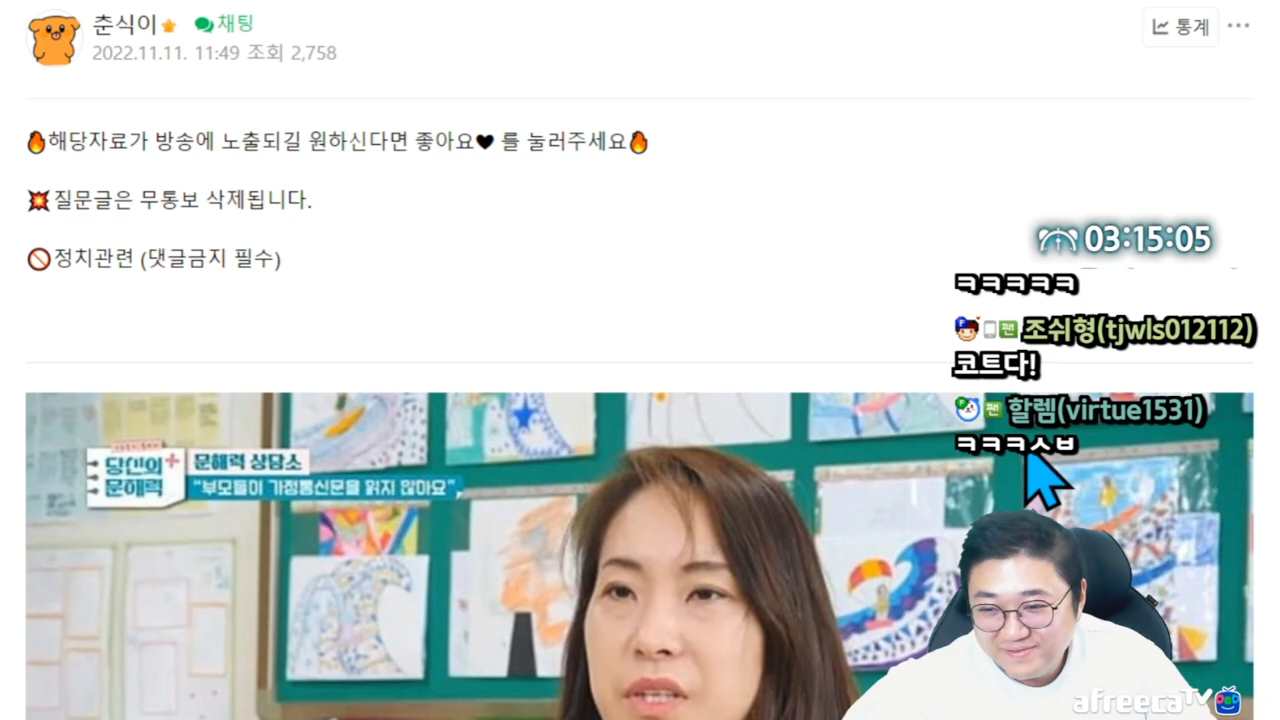 춘식이 채팅
2022.11.11. 11:49 조회 2,758
통계
해당자료가 방송에 노출되길 원하신다면 좋아요 를 눌러주세요
질문글은 무통보 삭제됩니다.
정치관련 (댓글금지 필수)
03:15:05
ㅋㅋㅋㅋㅋ
팬 조쉬형(tjwls012112)
코트다!
팬 할렘(virtue1531)
ㅋㅋㅋㅅㅂ
당신의
문해력
문해력 상담소
"부모들이 가정통신문을 읽지 않아요"
afreecaTV